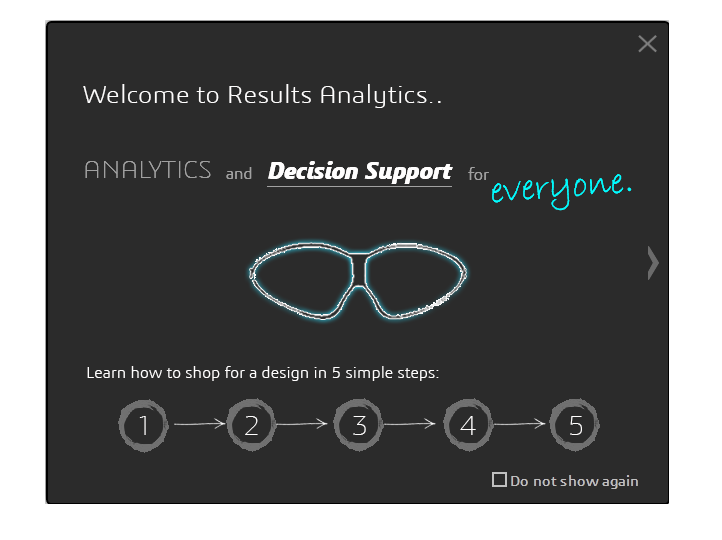 Welcome to Results Analytics..
ANALYTICS and Decision Support for everyone.
Learn how to shop for a design in 5 simple steps:
1 2 3 4 5
Do not show again